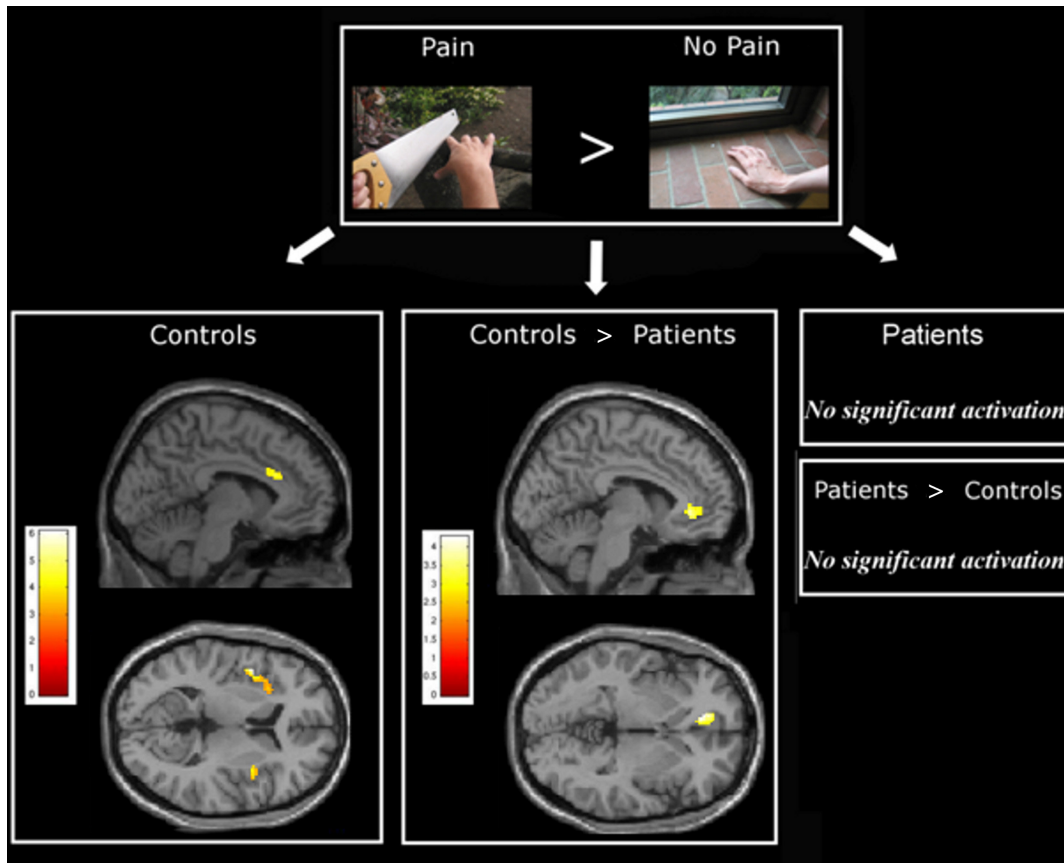 Pain
No Pain
>
Controls
6
5
4
3
2
1
0
Controls > Patients
4
3.5
3
2.5
2
1.5
1
0.5
0
Patients
No significant activation
Patients > Controls
No significant activation